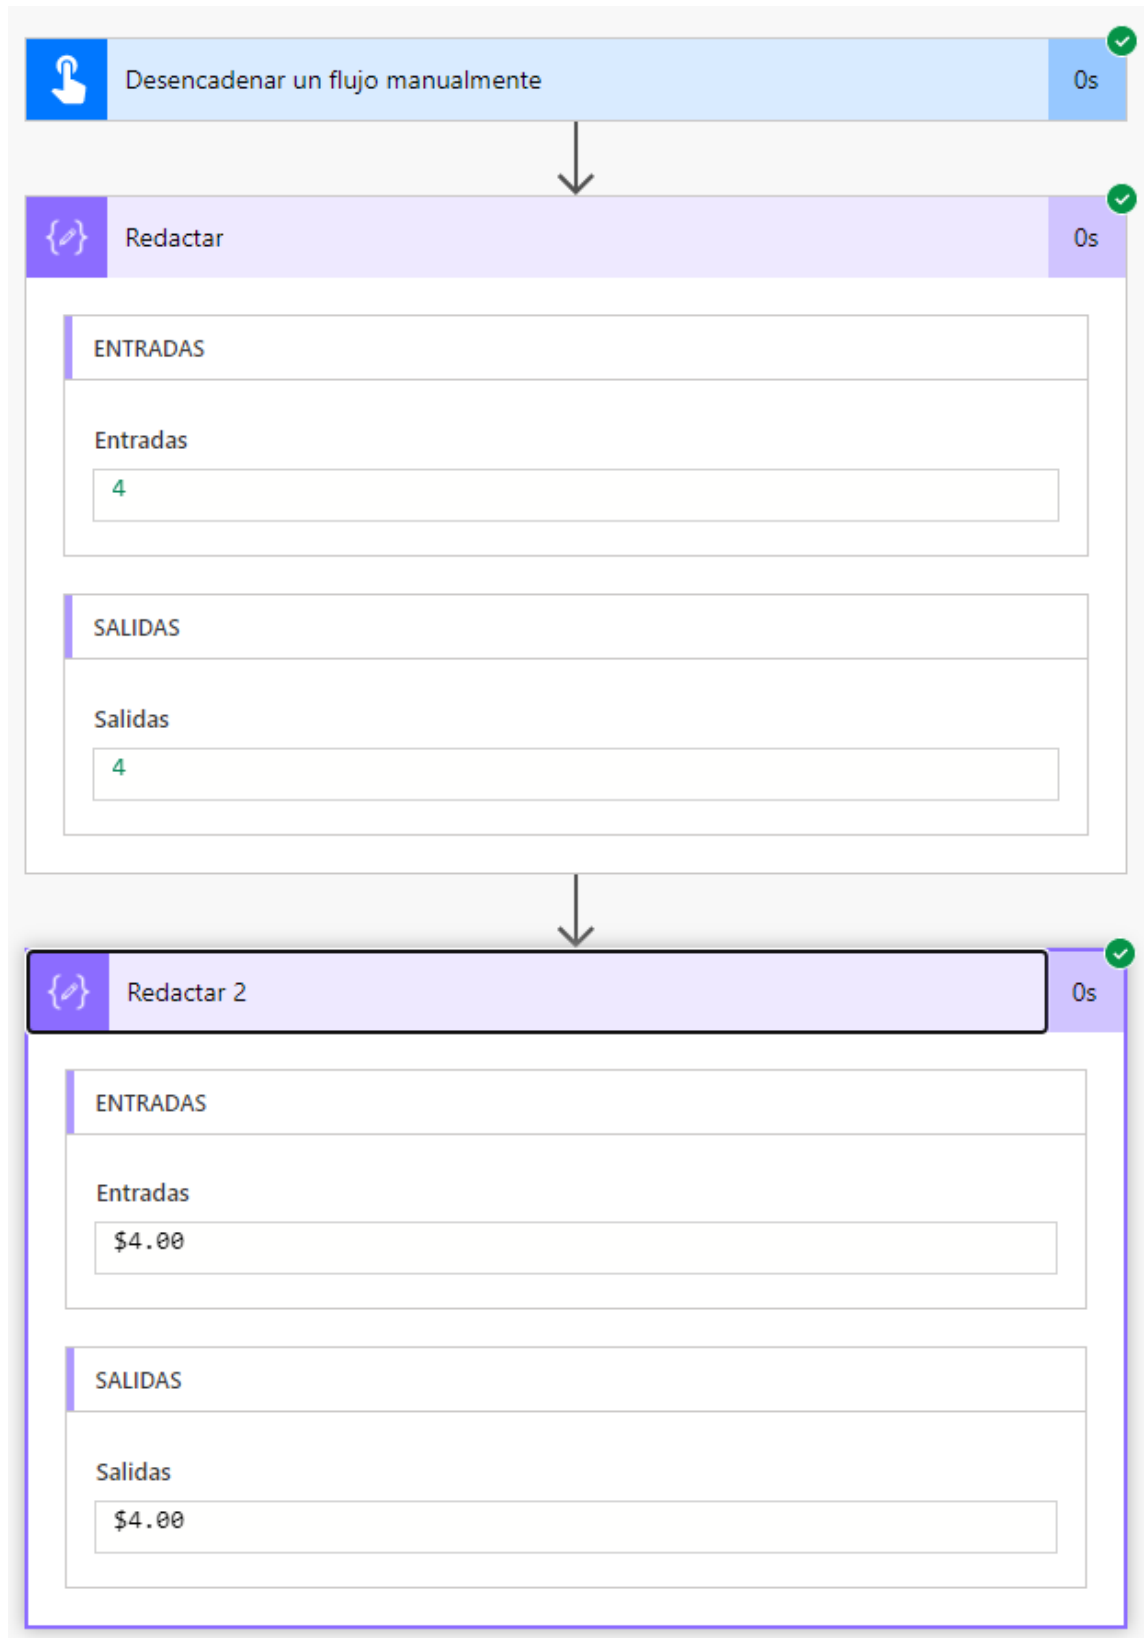 Desencadenar un flujo manualmente
0s
Redactar
0s
ENTRADAS
Entradas
4
SALIDAS
Salidas
4
Redactar 2
0s
ENTRADAS
Entradas
$4.00
SALIDAS
Salidas
$4.00